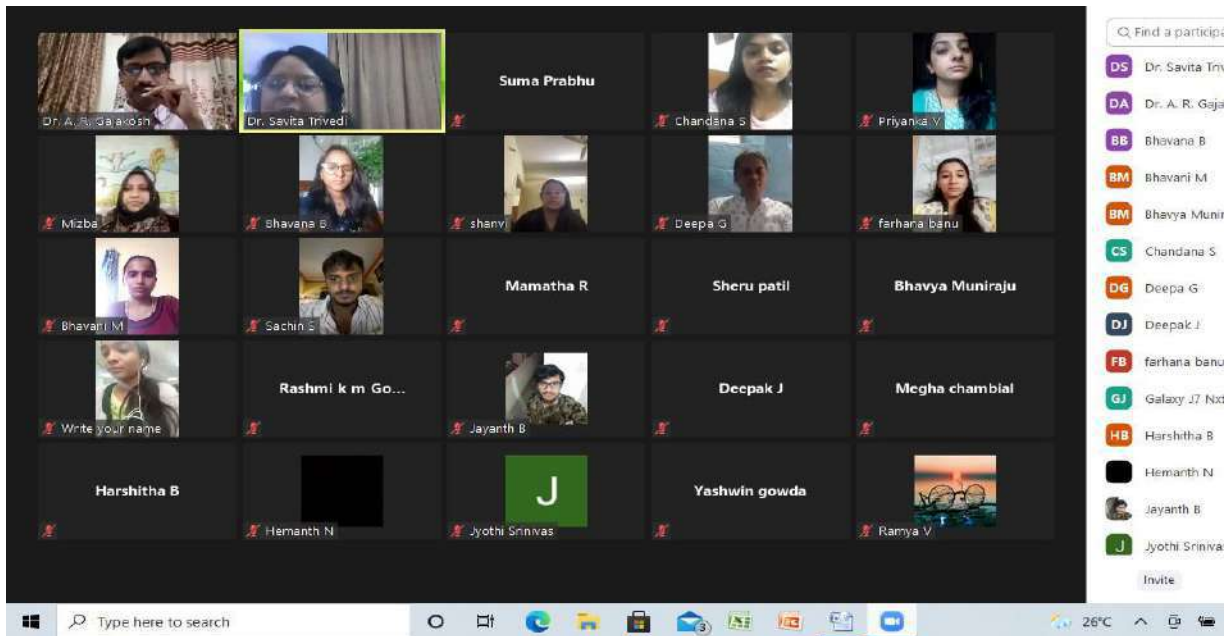 Dr. A. R. Gajakosh
Dr. Savita Trivedi
Suma Prabhu
Chandana S
Priyanka V
Mizba
Bhavana B
shanvi
Deepa G
farhana banu
Bhavani M
Sachin S
Mamatha R
Sheru patil
Bhavya Muniraju
Write your name
Rashmi k m Go...
Jayanth B
Deepak J
Megha chambial
Harshitha B
Hemanth N
J
Jyothi Srinivas
Yashwin gowda
Ramya V
Find a participa
DS Dr. Savita Triv
DA Dr. A. R. Gaja
BB Bhavana B
BM Bhavani M
BM Bhavya Munir
CS Chandana S
DG Deepa G
DJ Deepak J
FB farhana banu
GJ Galaxy J7 Nxt
HB Harshitha B
Hemanth N
Jayanth B
J Jyothi Sriniva
Invite
Type here to search
3
26°C